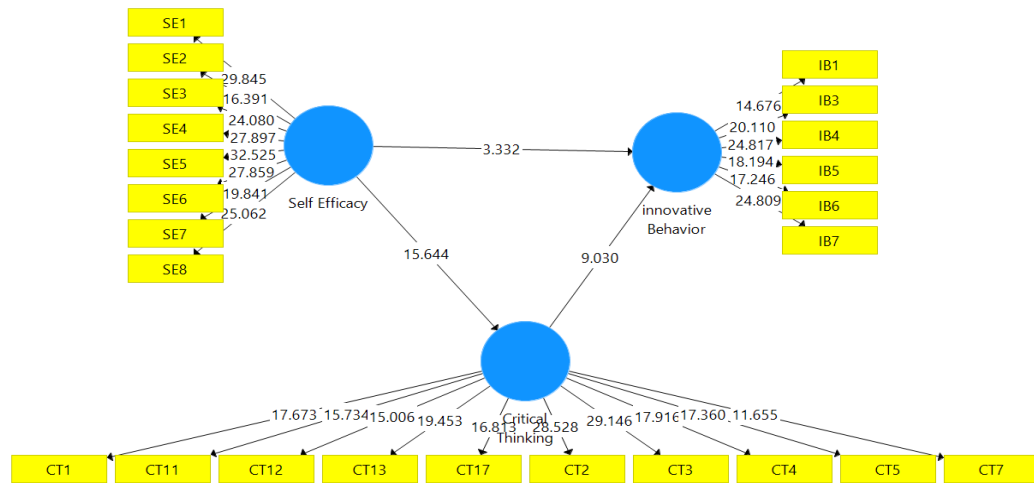 SE1
SE2
SE3
SE4
SE5
SE6
SE7
SE8
29.845
16.391
24.080
27.897
32.525
27.859
19.841
25.062
Self Efficacy
3.332
15.644
9.030
innovative
Behavior
14.676
20.110
24.817
18.194
17.246
24.809
IB1
IB3
IB4
IB5
IB6
IB7
Critical
Thinking
17.673
15.734
15.006
19.453
16.813
28.528
29.146
17.916
17.360
11.655
CT1
CT11
CT12
CT13
CT17
CT2
CT3
CT4
CT5
CT7